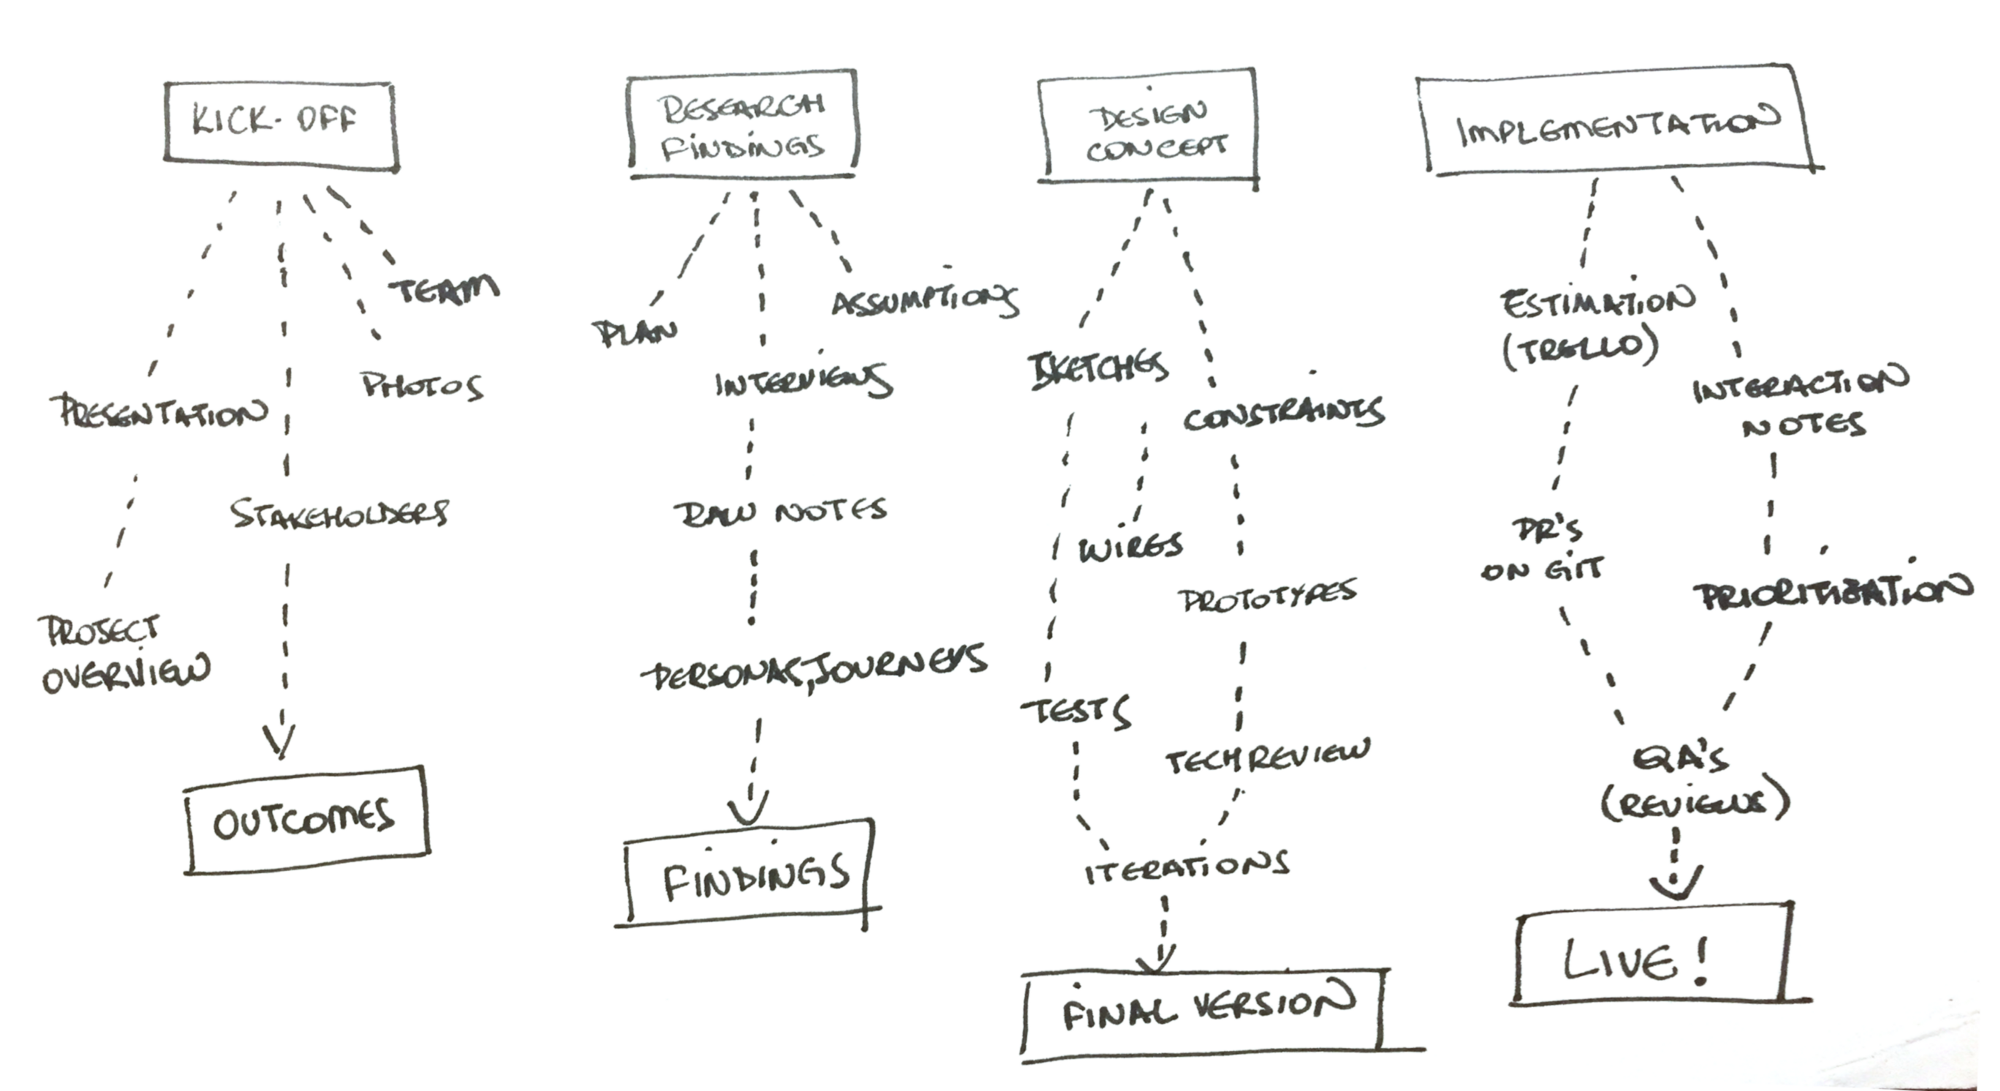 KICK-OFF
TEAM
PHOTOS
PRESENTATION
STAKEHOLDERS
PROJECT
OVERVIEW
OUTCOMES
RESEARCH
FINDINGS
PLAN
ASSUMPTIONS
INTERVIEWS
RAW NOTES
PERSONAS, JOURNEYS
FINDINGS
DESIGN
CONCEPT
SKETCHES
CONSTRAINTS
WIRES
PROTOTYPES
TESTS
TECH REVIEW
ITERATIONS
FINAL VERSION
IMPLEMENTATION
ESTIMATION
(TRELLO)
INTERACTION
NOTES
PR'S
ON GIT
PRIORITIZATION
QA'S
(REVIEWS)
LIVE!